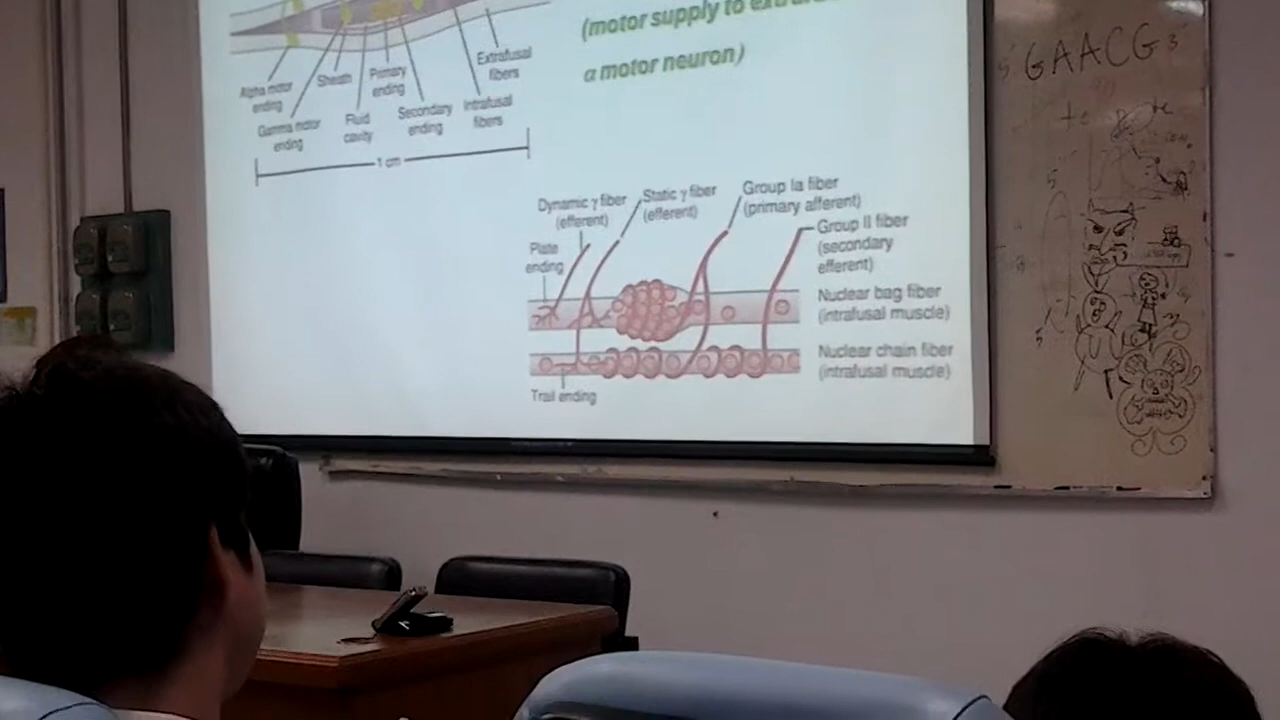 (motor supply to
α motor neuron)
Alpha motor
ending
Gamma motor
ending
Sheath
Fluid
cavity
Primary
ending
Secondary
ending
Intrafusal
fibers
Extrafusal
fibers
1 cm
Dynamic γ fiber
(efferent)
Static γ fiber
(efferent)
Group Ia fiber
(primary afferent)
Group II fiber
(secondary
efferent)
Plate
ending
Nuclear bag fiber
(intrafusal muscle)
Nuclear chain fiber
(intrafusal muscle)
Trail ending
5' GAACG 3'